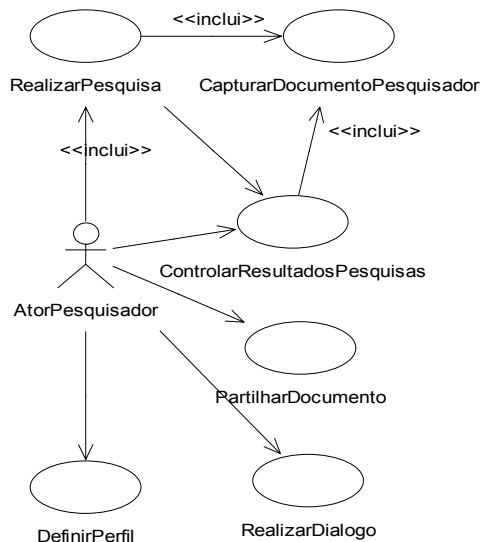 <<inclui>>
RealizarPesquisa
CapturarDocumentoPesquisador
<<inclui>>
<<inclui>>
ControlarResultadosPesquisas
AtorPesquisador
PartilharDocumento
DefinirPerfil
RealizarDialogo